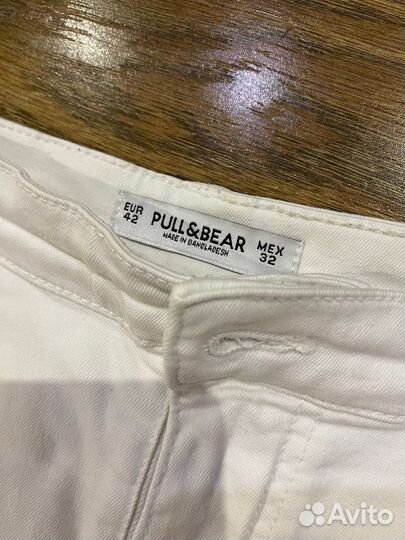 EUR
42
PULL&BEAR
MADE IN BANGLADESH
MEX
32
Avito